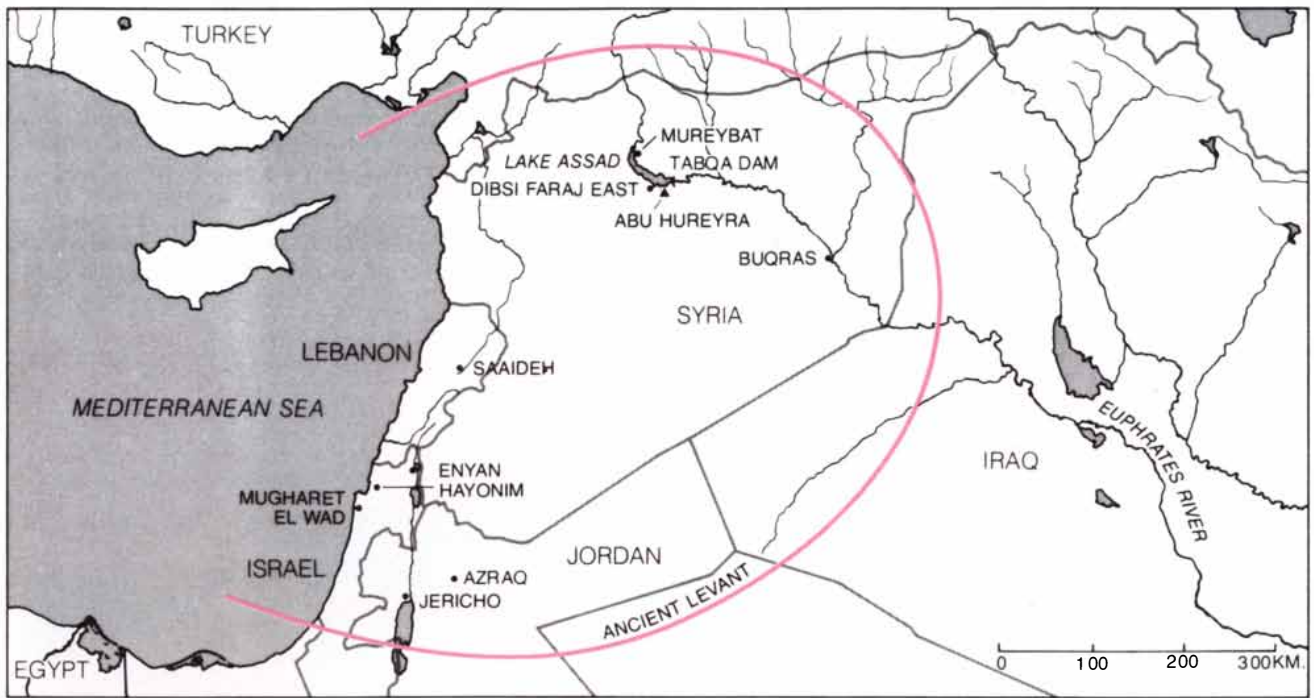 TURKEY
MUREYBAT
LAKE ASSAD
TABQA DAM
DIBSI FARAJ EAST
ABU HUREYRA
BUQRAS
SYRIA
LEBANON
SAAIDEH
MEDITERRANEAN SEA
EUPHRATES RIVER
IRAQ
ENYAN
HAYONIM
MUGHARET
EL WAD
JORDAN
ISRAEL
AZRAQ
JERICHO
ANCIENT LEVANT
EGYPT
0 100 200 300KM.